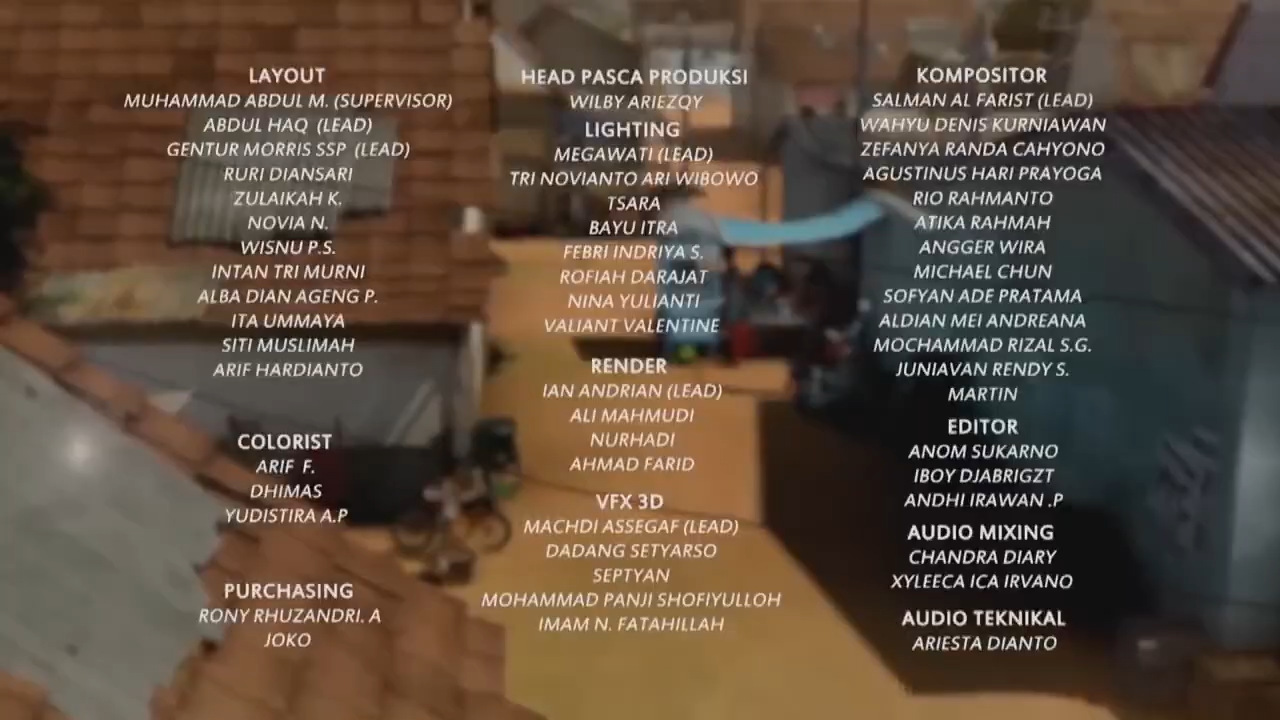 LAYOUT
MUHAMMAD ABDUL M. (SUPERVISOR)
ABDUL HAQ (LEAD)
GENTUR MORRIS SSP (LEAD)
RURI DIANSARI
ZULAIKAH K.
NOVIA N.
WISNU P.S.
INTAN TRI MURNI
ALBA DIAN AGENG P.
ITA UMMAYA
SITI MUSLIMAH
ARIF HARDIANTO
COLORIST
ARIF F.
DHIMAS
YUDISTIRA A.P
PURCHASING
RONY RHUZANDRI. A
JOKO
HEAD PASCA PRODUKSI
WILBY ARIEZQY
LIGHTING
MEGAWATI (LEAD)
TRI NOVIANTO ARI WIBOWO
TSARA
BAYU ITRA
FEBRI INDRIYA S.
ROFIAH DARAJAT
NINA YULIANTI
VALIANT VALENTINE
RENDER
IAN ANDRIAN (LEAD)
ALI MAHMUDI
NURHADI
AHMAD FARID
VFX 3D
MACHDI ASSEGAF (LEAD)
DADANG SETYARSO
SEPTYAN
MOHAMMAD PANJI SHOFIYULLOH
IMAM N. FATAHILLAH
KOMPOSITOR
SALMAN AL FARIST (LEAD)
WAHYU DENIS KURNIAWAN
ZEFANYA RANDA CAHYONO
AGUSTINUS HARI PRAYOGA
RIO RAHMANTO
ATIKA RAHMAH
ANGGER WIRA
MICHAEL CHUN
SOFYAN ADE PRATAMA
ALDIAN MEI ANDREANA
MOCHAMMAD RIZAL S.G.
JUNIAVAN RENDY S.
MARTIN
EDITOR
ANOM SUKARNO
IBOY DJABRIGZT
ANDHI IRAWAN .P
AUDIO MIXING
CHANDRA DIARY
XYLEECA ICA IRVANO
AUDIO TEKNIKAL
ARIESTA DIANTO